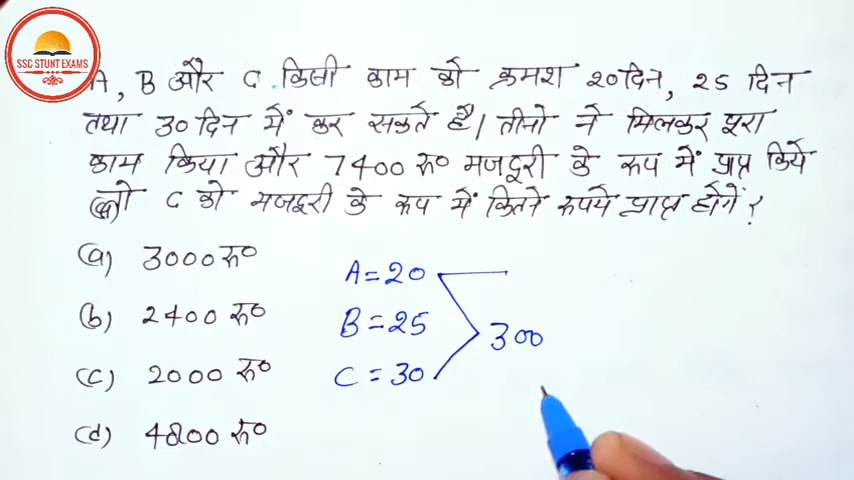 SSC STUNT EXAMS
A, B और C किसी काम को क्रमश 20 दिन, 25 दिन
तथा 30 दिन में कर सकते है। तीनो ने मिलकर पूरा
काम किया और 7400 रू० मजदूरी के रूप में प्राप्त किये
तो C को मजदूरी के रूप में कितने रुपये प्राप्त होगें ?
(a) 3000 रू०
(b) 2400 रू०
(c) 2000 रू०
(d) 4800 रू०
A = 20
B = 25
C = 30
300